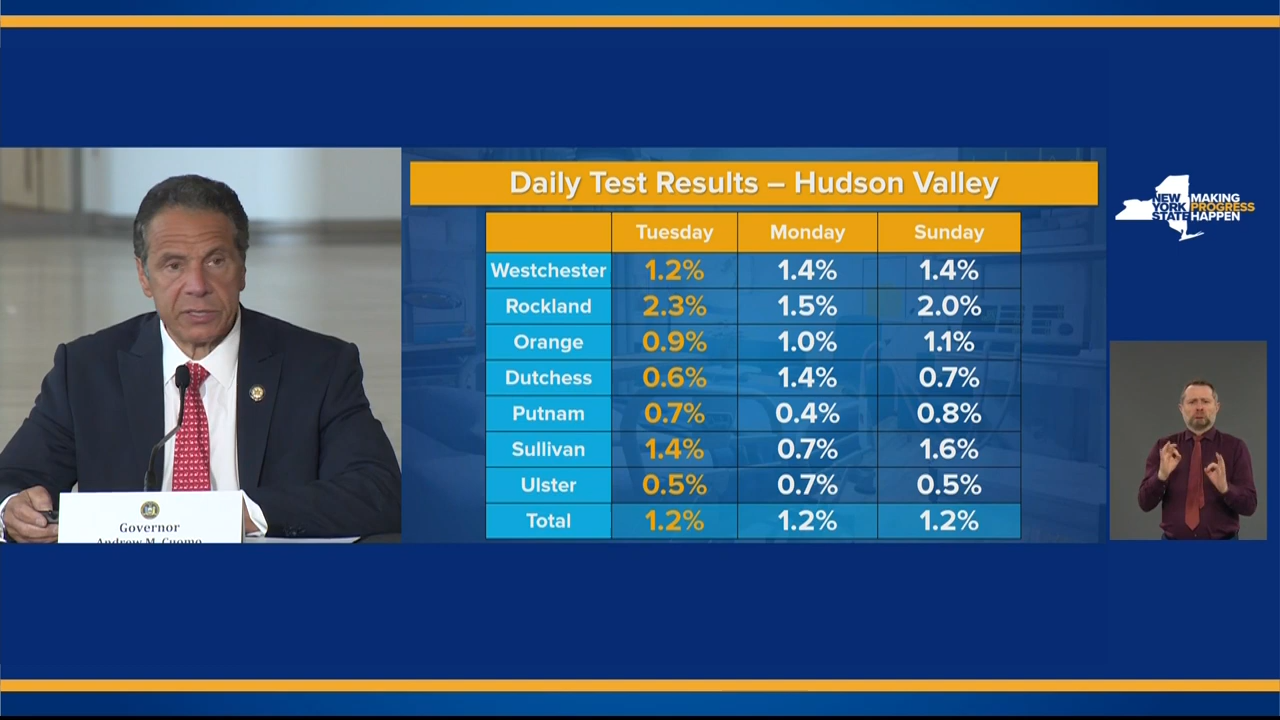 Daily Test Results – Hudson Valley
Tuesday Monday Sunday
Westchester 1.2% 1.4% 1.4%
Rockland 2.3% 1.5% 2.0%
Orange 0.9% 1.0% 1.1%
Dutchess 0.6% 1.4% 0.7%
Putnam 0.7% 0.4% 0.8%
Sullivan 1.4% 0.7% 1.6%
Ulster 0.5% 0.7% 0.5%
Total 1.2% 1.2% 1.2%
Governor
Andrew M. Cuomo
NEW YORK STATE
MAKING
PROGRESS
HAPPEN